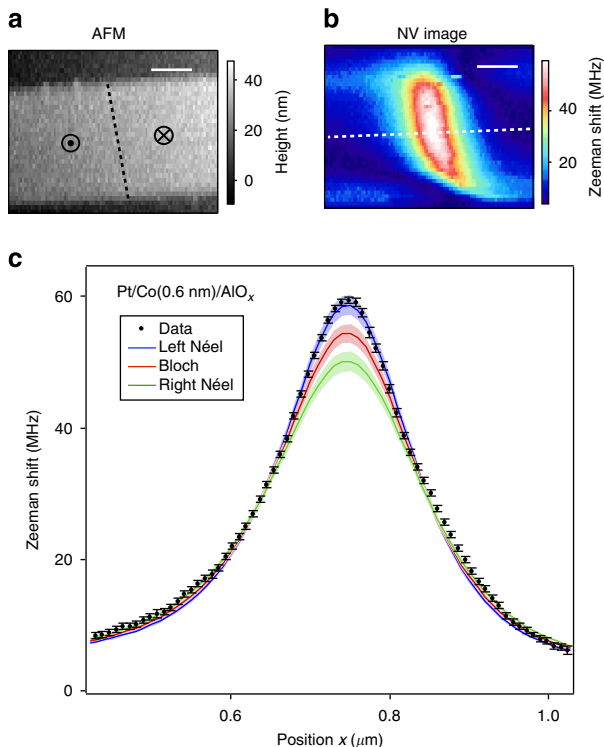 a
AFM
40
20
0
Height (nm)
b
NV image
40
20
Zeeman shift (MHz)
c
Pt/Co(0.6 nm)/AlOx
Data
Left Néel
Bloch
Right Néel
60
40
20
0
Zeeman shift (MHz)
0.6
0.8
1.0
Position x (μm)